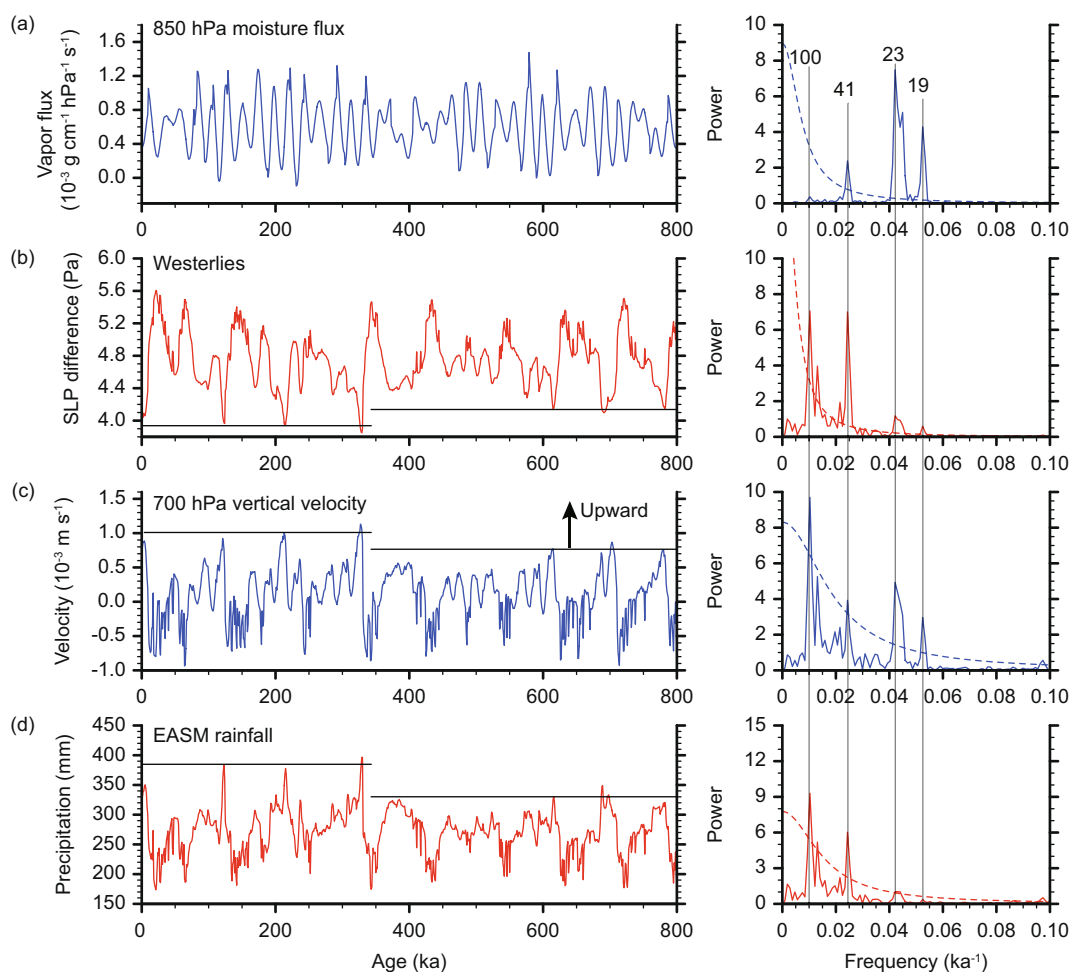 (a)
850 hPa moisture flux
Vapor flux
(10⁻³ g cm⁻¹ hPa⁻¹ s⁻¹)
1.6
1.2
0.8
0.4
0.0
0 200 400 600 800
Power
10
8
6
4
2
0
100
41
23
19
0 0.02 0.04 0.06 0.08 0.10
(b)
Westerlies
SLP difference (Pa)
6.0
5.6
5.2
4.8
4.4
4.0
0 200 400 600 800
Power
10
8
6
4
2
0
0 0.02 0.04 0.06 0.08 0.10
(c)
700 hPa vertical velocity
Upward
Velocity (10⁻³ m s⁻¹)
1.5
1.0
0.5
0.0
-0.5
-1.0
0 200 400 600 800
Power
10
8
6
4
2
0
0 0.02 0.04 0.06 0.08 0.10
(d)
EASM rainfall
Precipitation (mm)
450
400
350
300
250
200
150
0 200 400 600 800
Age (ka)
Power
15
12
9
6
3
0
0 0.02 0.04 0.06 0.08 0.10
Frequency (ka⁻¹)